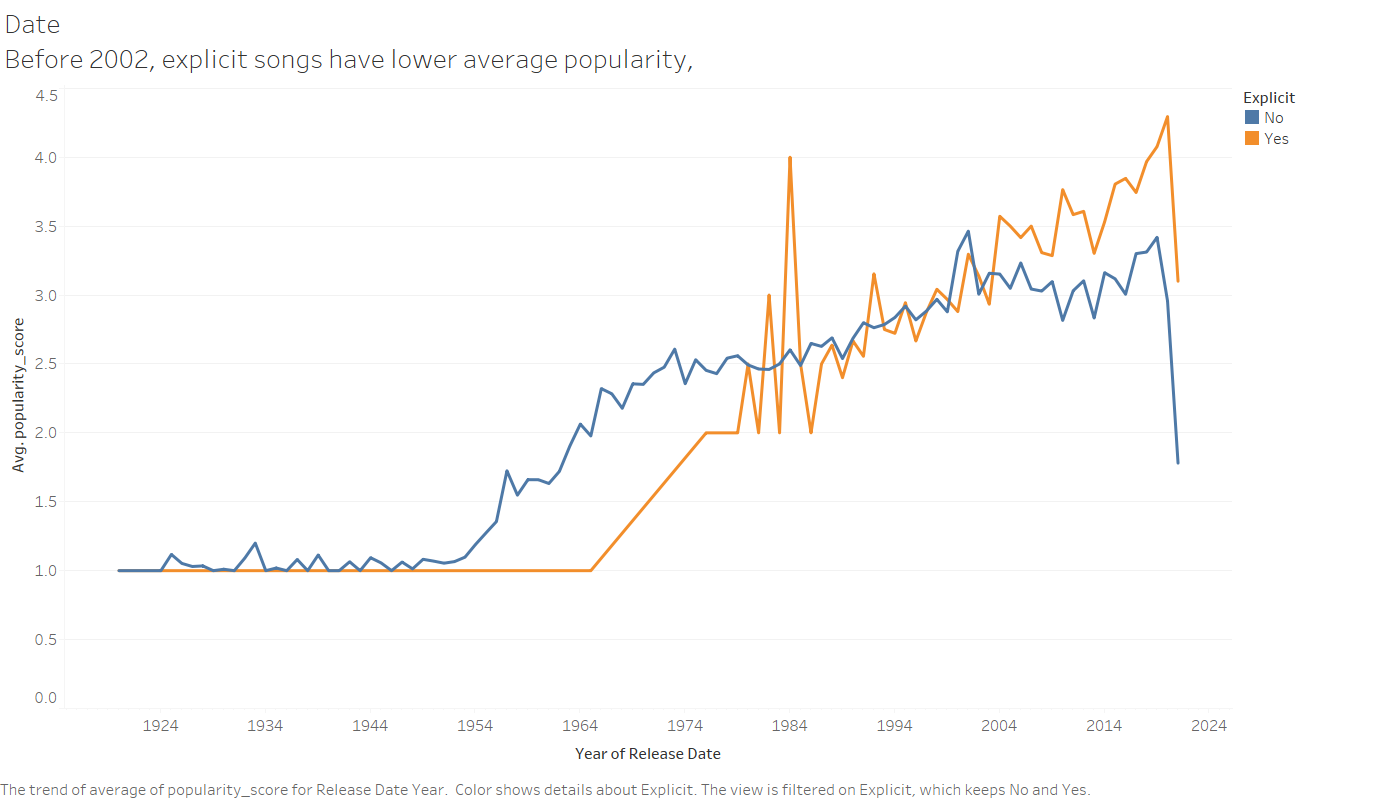 Date
Before 2002, explicit songs have lower average popularity,
Explicit
No
Yes
4.5
4.0
3.5
3.0
2.5
2.0
1.5
1.0
0.5
0.0
Avg. popularity_score
1924 1934 1944 1954 1964 1974 1984 1994 2004 2014 2024
Year of Release Date
The trend of average of popularity_score for Release Date Year. Color shows details about Explicit. The view is filtered on Explicit, which keeps No and Yes.